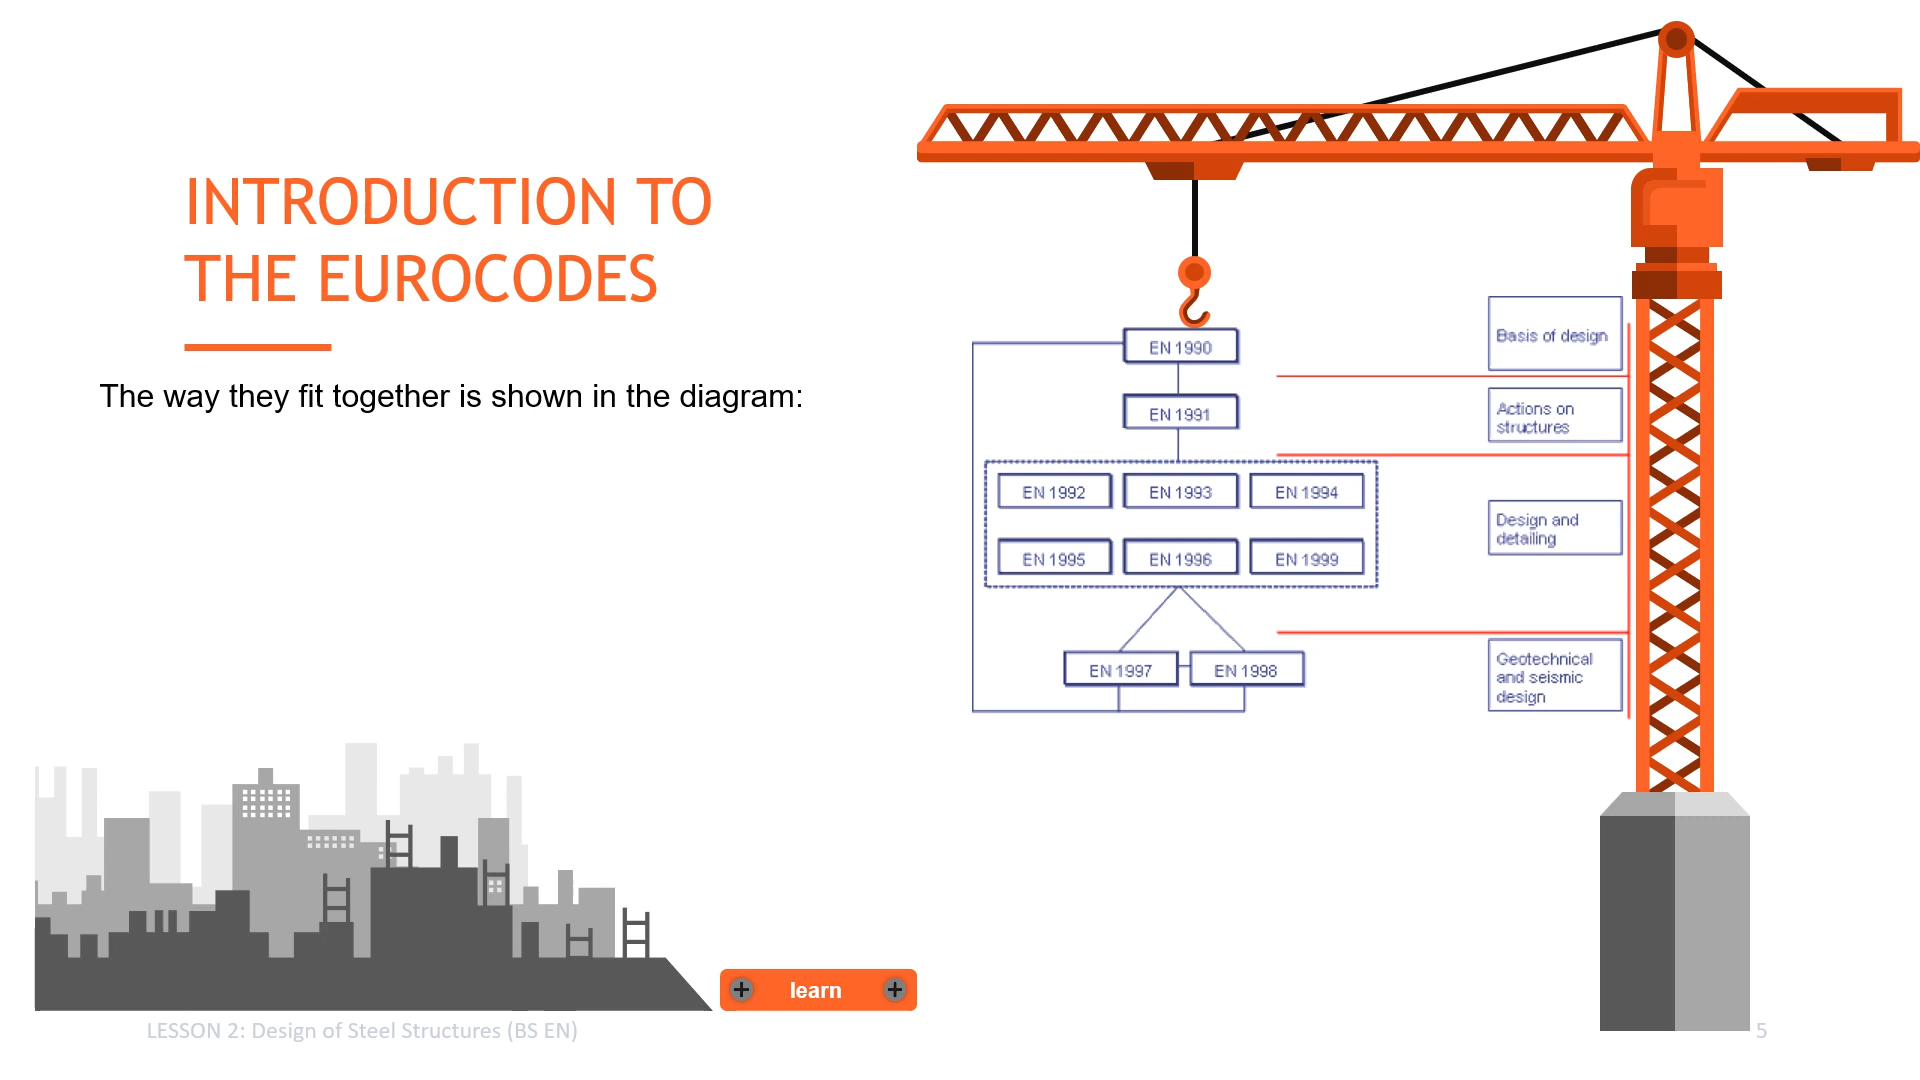 INTRODUCTION TO
THE EUROCODES
The way they fit together is shown in the diagram:
EN 1990
EN 1991
EN 1992 EN 1993 EN 1994
EN 1995 EN 1996 EN 1999
EN 1997 EN 1998
Basis of design
Actions on
structures
Design and
detailing
Geotechnical
and seismic
design
learn
LESSON 2: Design of Steel Structures (BS EN)
5